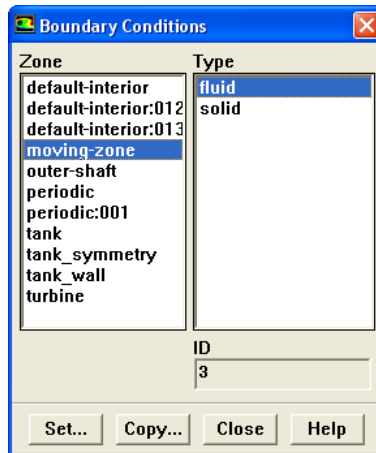 Boundary Conditions
Zone
default-interior
default-interior:012
default-interior:013
moving-zone
outer-shaft
periodic
periodic:001
tank
tank_symmetry
tank_wall
turbine
Type
fluid
solid
ID
3
Set... Copy... Close Help